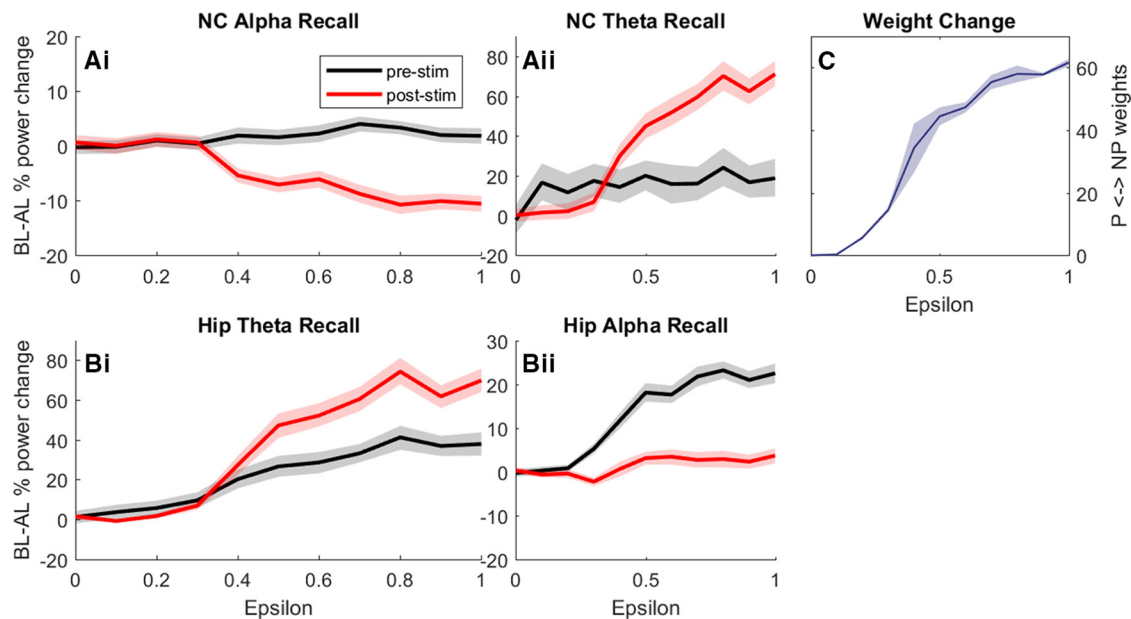 NC Alpha Recall
NC Theta Recall
Weight Change
Ai
Aii
C
pre-stim
post-stim
BL-AL % power change
20
10
0
-10
-20
0 0.2 0.4 0.6 0.8 1
80
60
40
20
0
-20
0 0.5 1
P <-> NP weights
60
40
20
0
0 0.5 1
Epsilon
Hip Theta Recall
Hip Alpha Recall
Bi
Bii
BL-AL % power change
80
60
40
20
0
-20
0 0.2 0.4 0.6 0.8 1
Epsilon
30
20
10
0
-10
-20
0 0.5 1
Epsilon